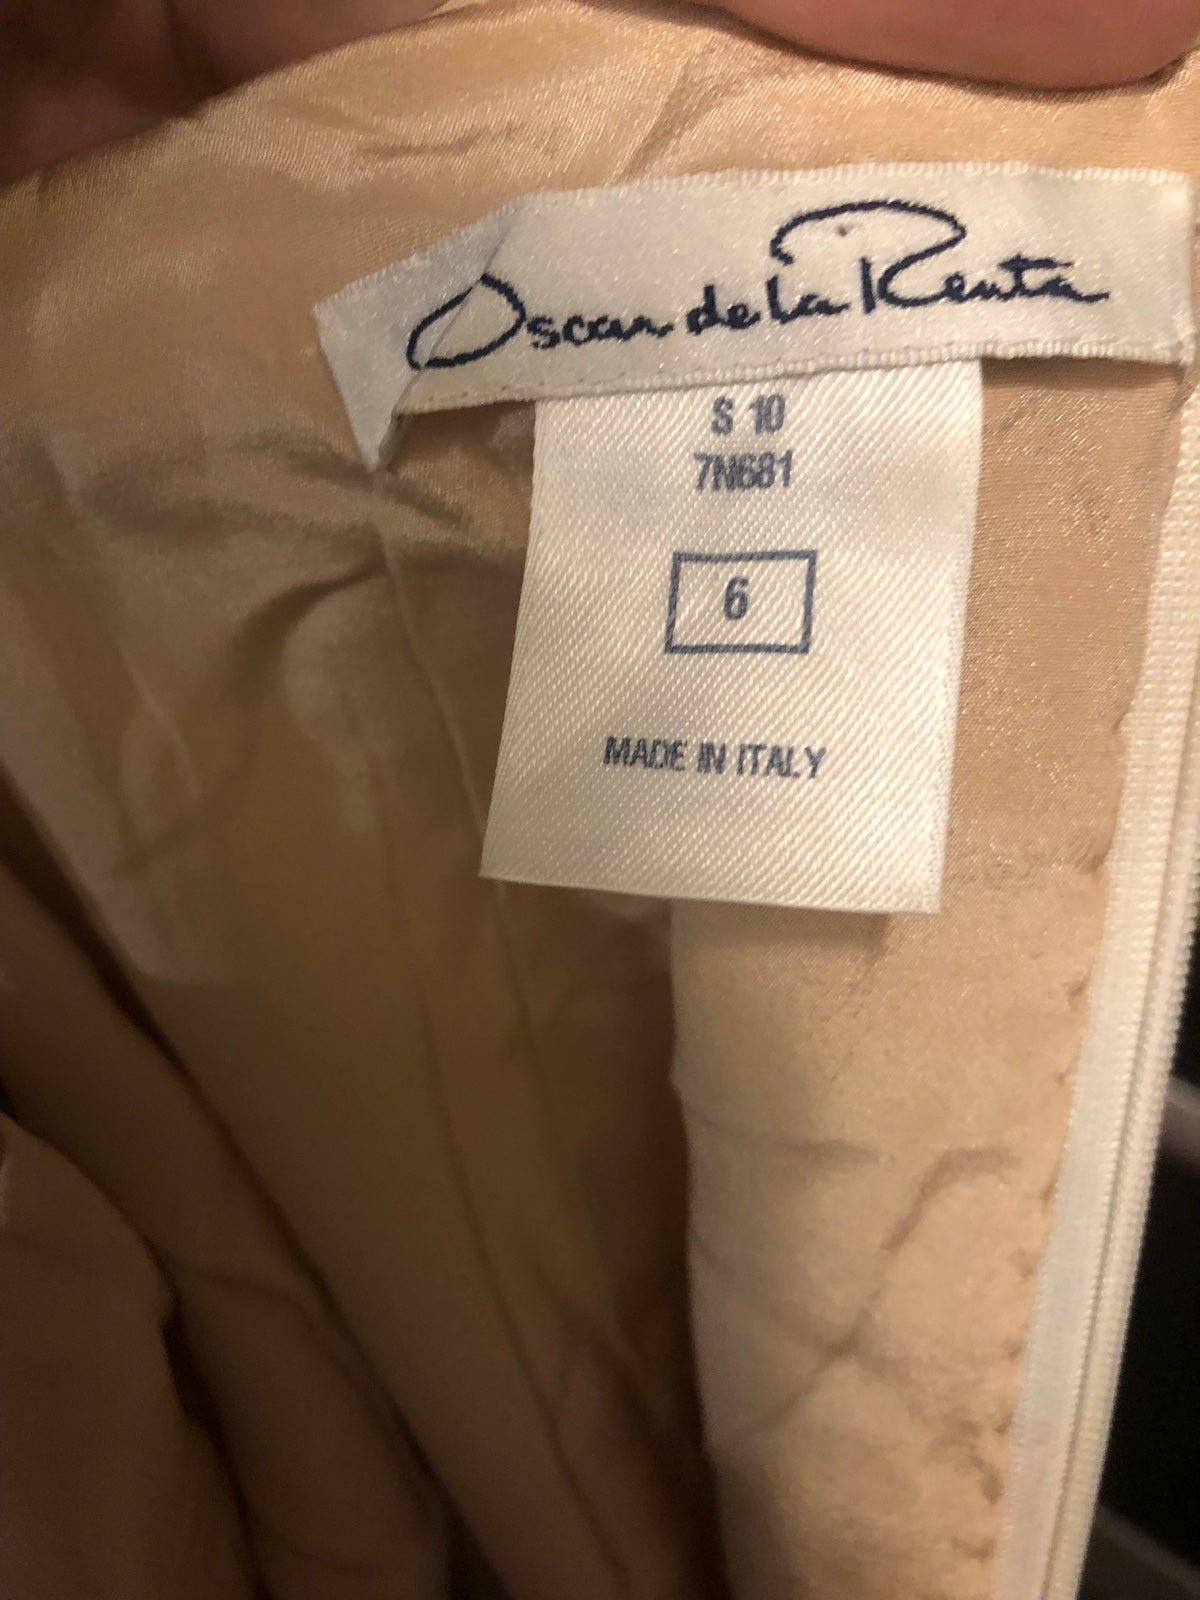 Oscar de la Renta
S 10
7N681
6
MADE IN ITALY